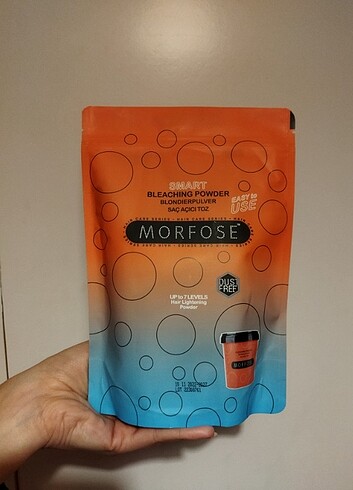 SMART
BLEACHING POWDER
BLONDIERPULVER
SAÇ AÇICI TOZ
EASY to
USE
MORFOSE
DUST
FREE
UP to 7 LEVELS
Hair Lightening
Powder
MORFOSE